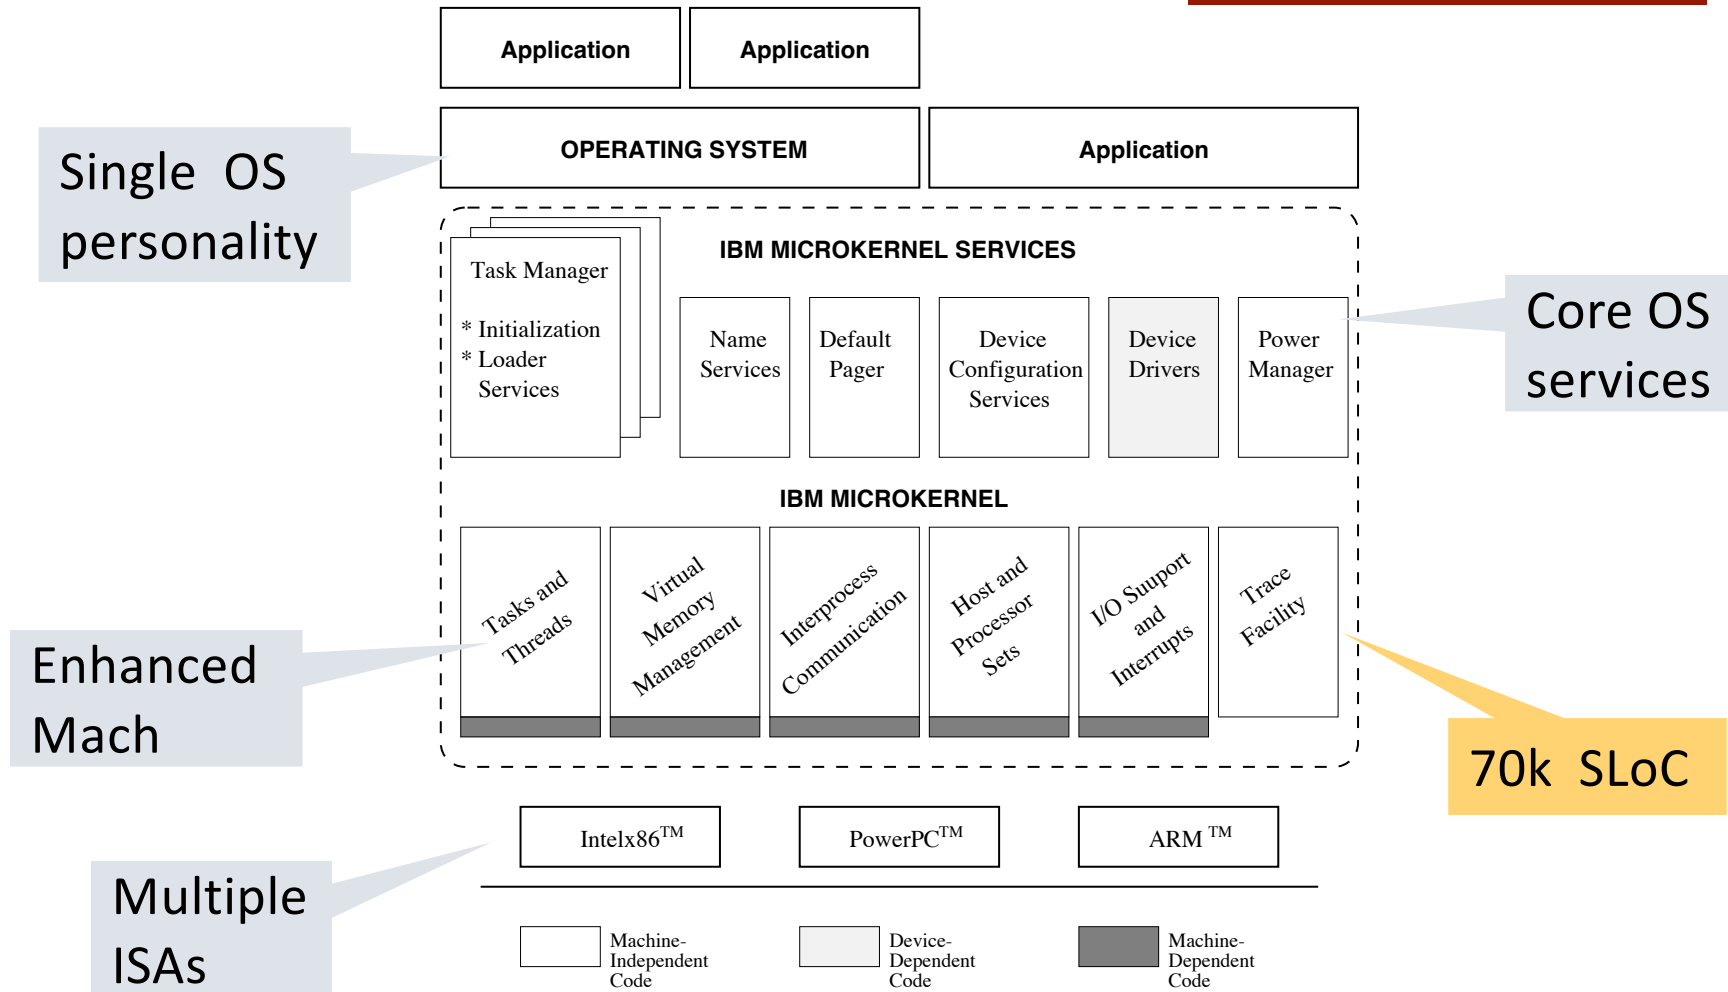 Application
Application
Single OS
personality
OPERATING SYSTEM
Application
IBM MICROKERNEL SERVICES
Task Manager
* Initialization
* Loader
Services
Name
Services
Default
Pager
Device
Configuration
Services
Device
Drivers
Power
Manager
Core OS
services
IBM MICROKERNEL
Tasks and
Threads
Virtual
Memory
Management
Interprocess
Communication
Host and
Processor
Sets
I/O Suuport
and
Interrupts
Trace
Facility
Enhanced
Mach
70k SLoC
Intelx86TM
PowerPCTM
ARM TM
Multiple
ISAs
Machine-
Independent
Code
Device-
Dependent
Code
Machine-
Dependent
Code